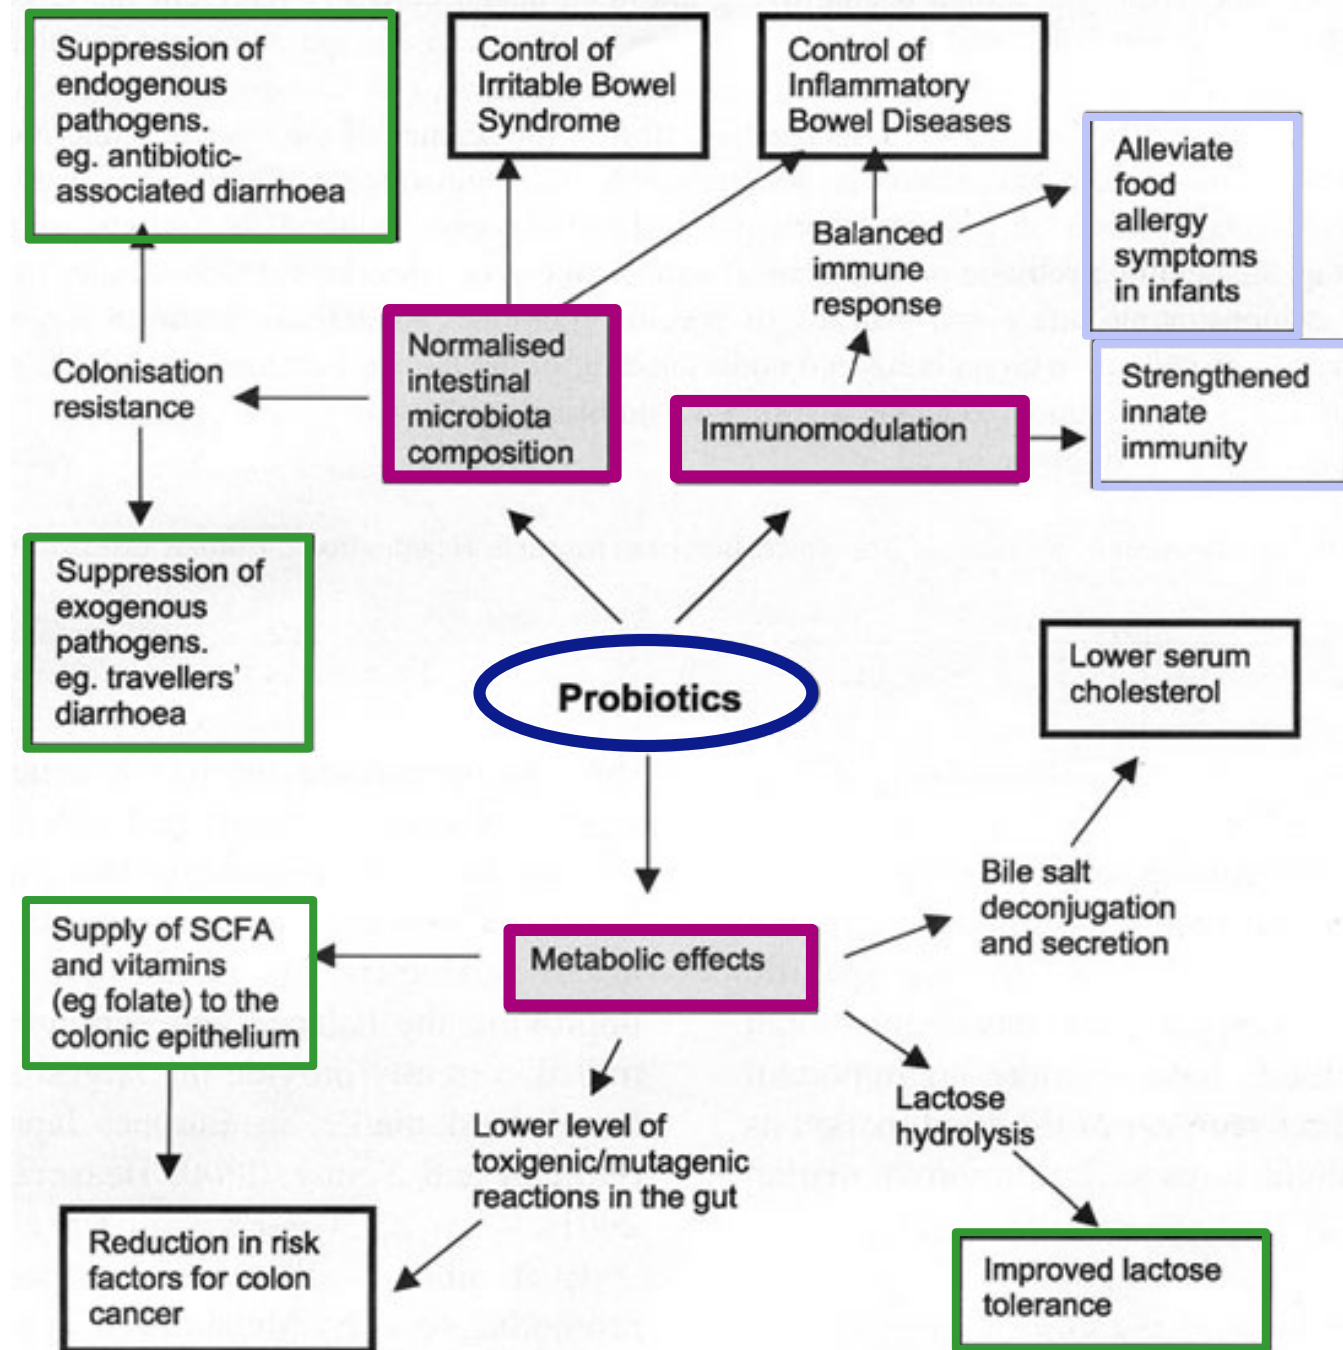 Suppression of
endogenous
pathogens.
eg. antibiotic-
associated diarrhoea
Control of
Irritable Bowel
Syndrome
Control of
Inflammatory
Bowel Diseases
Alleviate
food
allergy
symptoms
in infants
Balanced
immune
response
Colonisation
resistance
Normalised
intestinal
microbiota
composition
Immunomodulation
Strengthened
innate
immunity
Suppression of
exogenous
pathogens.
eg. travellers'
diarrhoea
Probiotics
Lower serum
cholesterol
Bile salt
deconjugation
and secretion
Supply of SCFA
and vitamins
(eg folate) to the
colonic epithelium
Metabolic effects
Lactose
hydrolysis
Lower level of
toxigenic/mutagenic
reactions in the gut
Reduction in risk
factors for colon
cancer
Improved lactose
tolerance